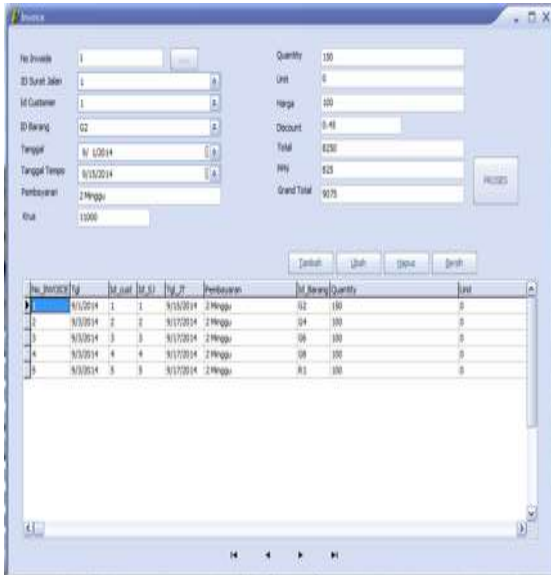 Invoice
No Invoide 1 ....
ID Surat Jalan 1
Id Customer 1
ID Barang G2
Tanggal 9/ 1/2014
Tanggal Tempo 9/15/2014
Pembayaran 2 Minggu
Krus 11000
Quantity 150
Unit 0
Harga 100
Discount 0.45
Total 8250
PPN 825
Grand Total 9075
PROSES
Tambah Ubah Hapus Bersih
No_INVOICE Tgl Id_cust Id_SJ Tgl_JT Pembayaran Id_Barang Quantity Unit
1 9/1/2014 1 1 9/15/2014 2 Minggu G2 150 0
2 9/3/2014 2 2 9/17/2014 2 Minggu G4 100 0
3 9/3/2014 3 3 9/17/2014 2 Minggu G6 100 0
4 9/3/2014 4 4 9/17/2014 2 Minggu G8 100 0
5 9/3/2014 5 5 9/17/2014 2 Minggu R1 100 0